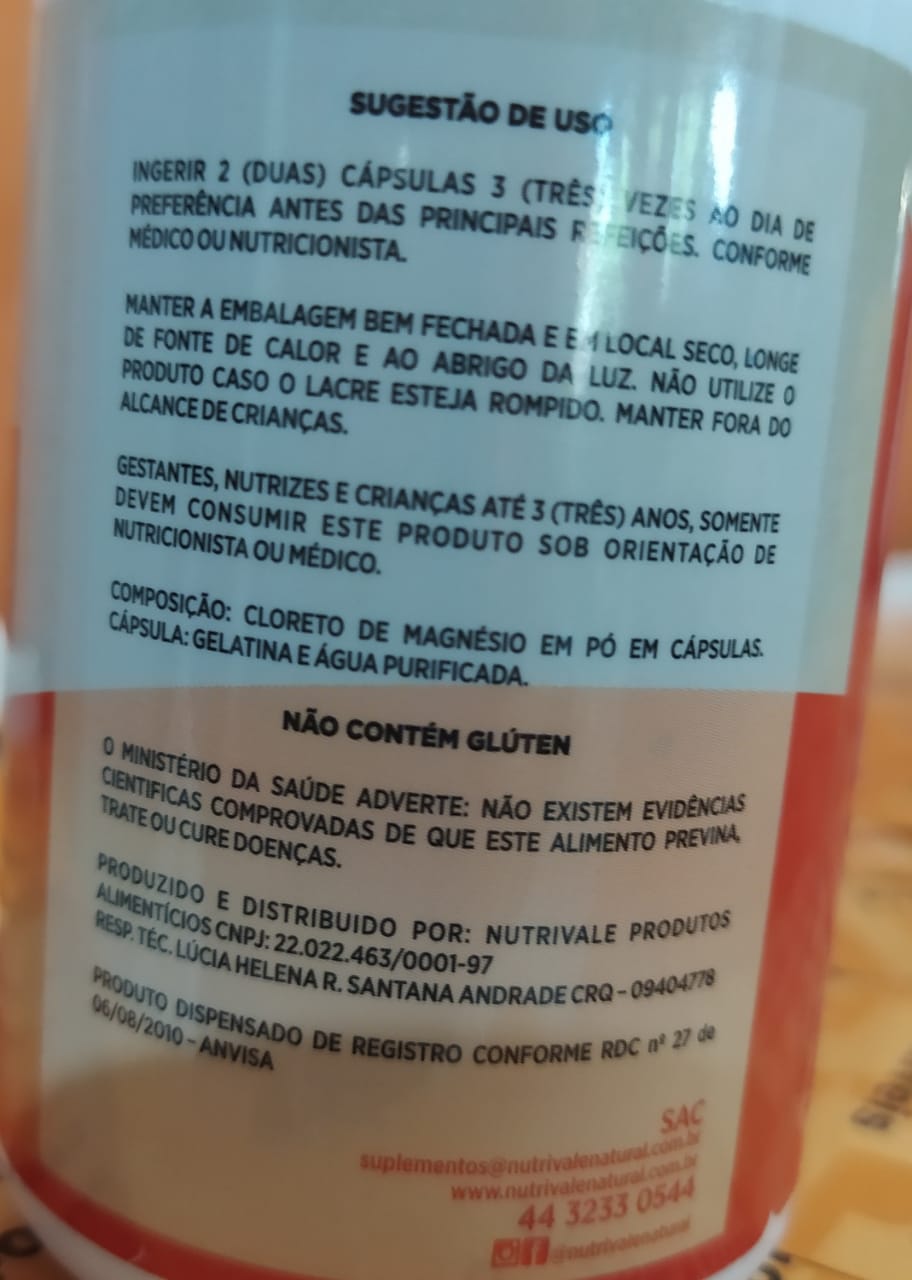 SUGESTÃO DE USO
INGERIR 2 (DUAS) CÁPSULAS 3 (TRÊS) VEZES AO DIA DE
PREFERÊNCIA ANTES DAS PRINCIPAIS REFEIÇÕES. CONFORME
MÉDICO OU NUTRICIONISTA.
MANTER A EMBALAGEM BEM FECHADA E EM LOCAL SECO, LONGE
DE FONTE DE CALOR E AO ABRIGO DA LUZ. NÃO UTILIZE O
PRODUTO CASO O LACRE ESTEJA ROMPIDO. MANTER FORA DO
ALCANCE DE CRIANÇAS.
GESTANTES, NUTRIZES E CRIANÇAS ATÉ 3 (TRÊS) ANOS, SOMENTE
DEVEM CONSUMIR ESTE PRODUTO SOB ORIENTAÇÃO DE
NUTRICIONISTA OU MÉDICO.
COMPOSIÇÃO: CLORETO DE MAGNÉSIO EM PÓ EM CÁPSULAS.
CÁPSULA: GELATINA E ÁGUA PURIFICADA.
NÃO CONTÉM GLÚTEN
O MINISTÉRIO DA SAÚDE ADVERTE: NÃO EXISTEM EVIDÊNCIAS
CIENTIFICAS COMPROVADAS DE QUE ESTE ALIMENTO PREVINA,
TRATE OU CURE DOENÇAS.
PRODUZIDO E DISTRIBUIDO POR: NUTRIVALE PRODUTOS
ALIMENTÍCIOS CNPJ: 22.022.463/0001-97
RESP. TÉC. LÚCIA HELENA R. SANTANA ANDRADE CRQ - 09404778
PRODUTO DISPENSADO DE REGISTRO CONFORME RDC nº 27 de
06/08/2010 - ANVISA
SAC
suplementos@nutrivalenatural.com.br
www.nutrivalenatural.com.br
44 3233 0544
@nutrivalenatural